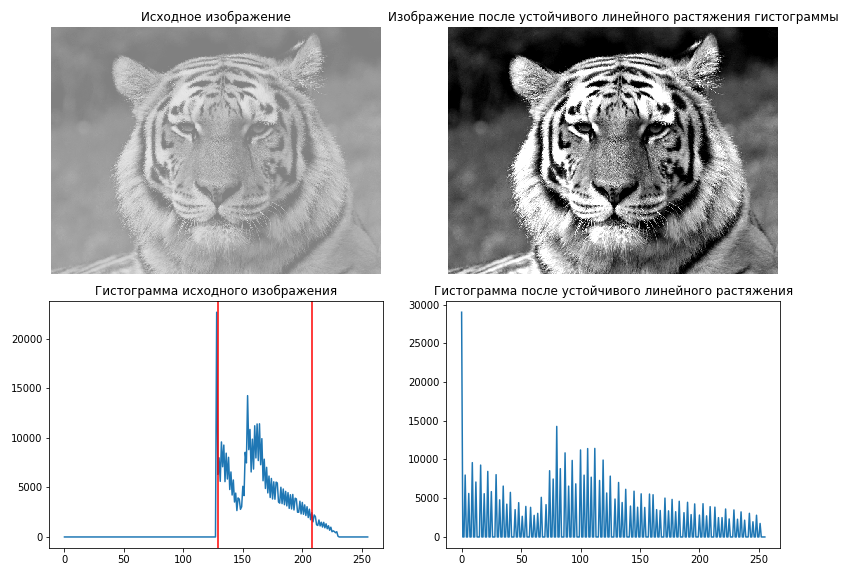 Исходное изображение
Изображение после устойчивого линейного растяжения гистограммы
Гистограмма исходного изображения
20000
15000
10000
5000
0
0 50 100 150 200 250
Гистограмма после устойчивого линейного растяжения
30000
25000
20000
15000
10000
5000
0
0 50 100 150 200 250